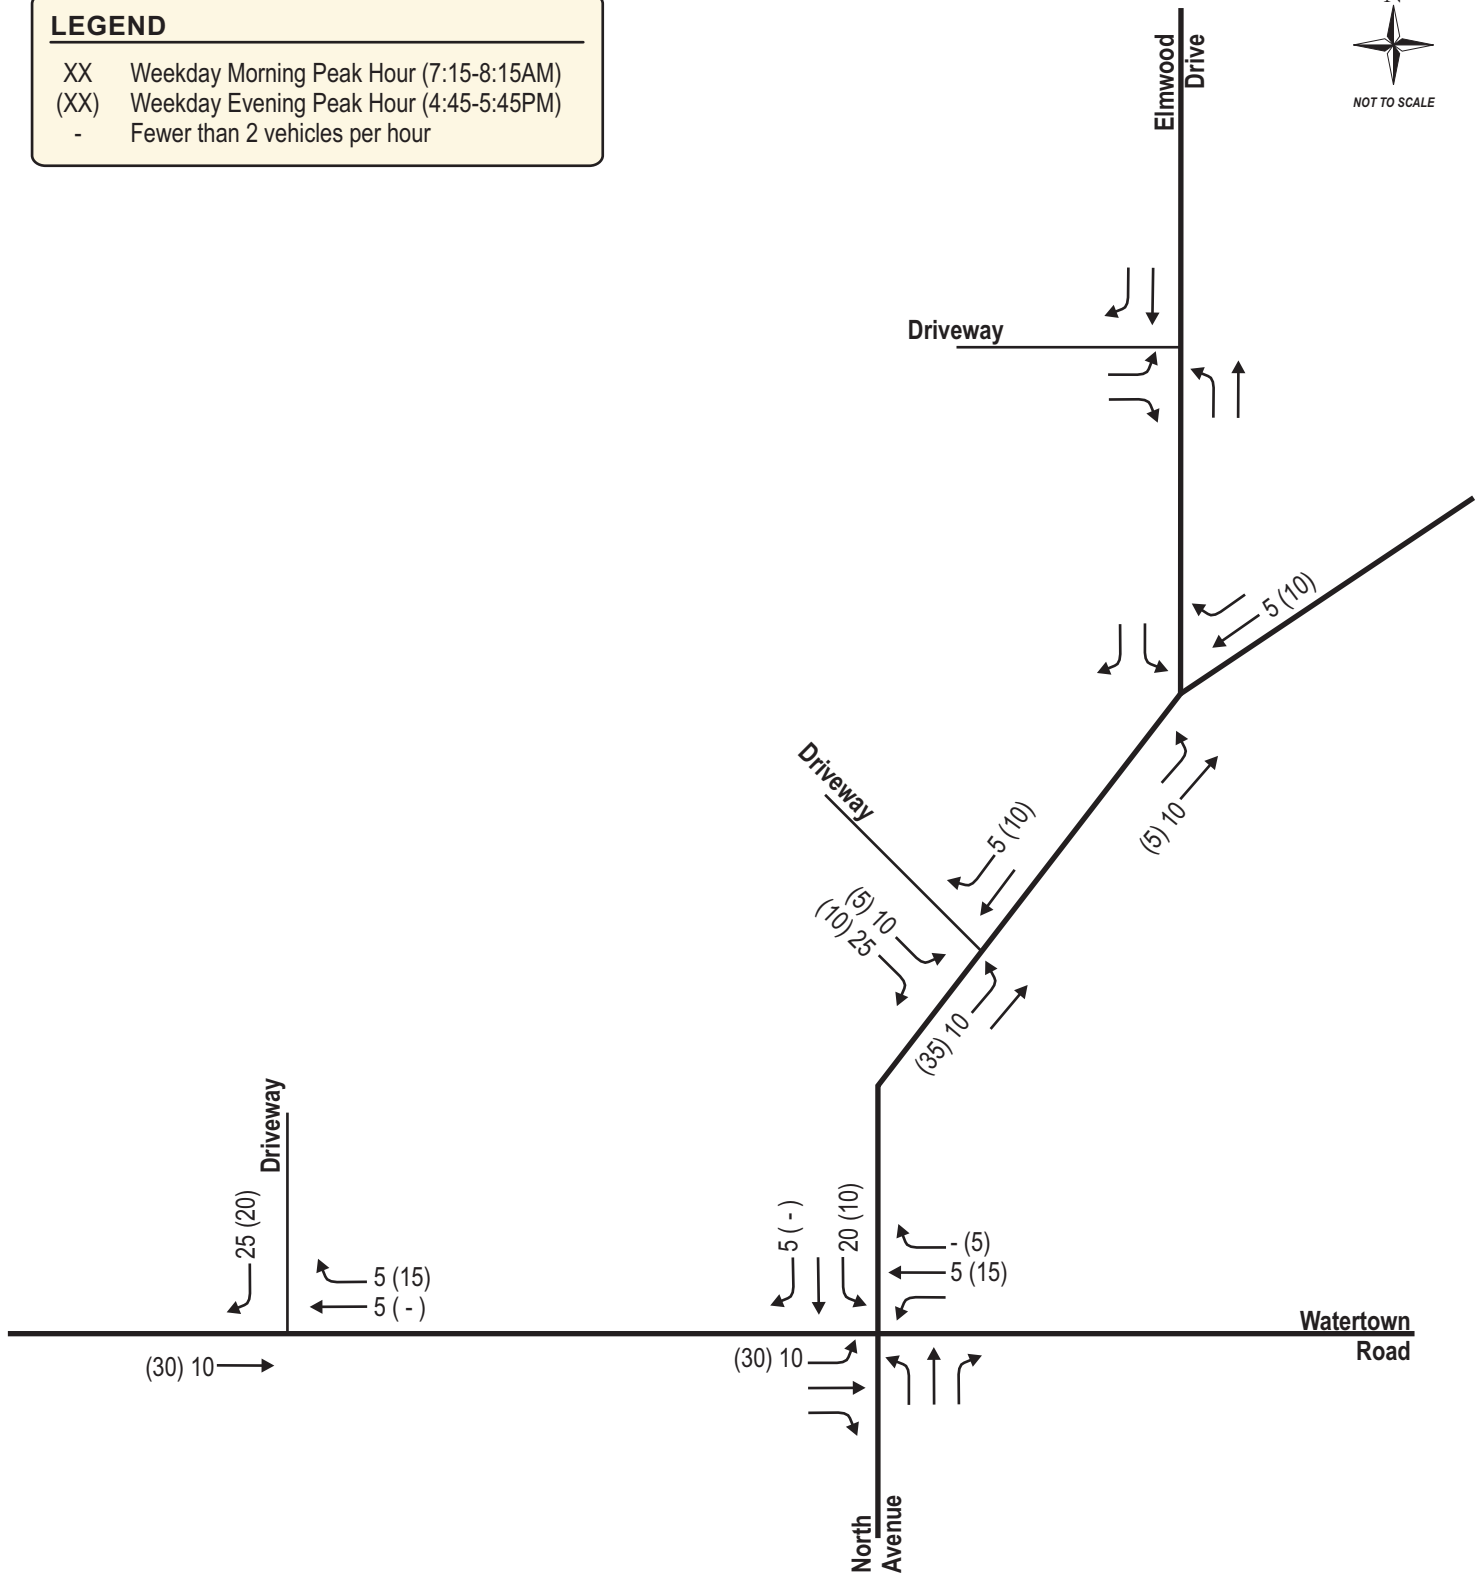 LEGEND
XX Weekday Morning Peak Hour (7:15-8:15AM)
(XX) Weekday Evening Peak Hour (4:45-5:45PM)
- Fewer than 2 vehicles per hour
N
NOT TO SCALE
Elmwood
Drive
Driveway
5 (10)
(5) 10
Driveway
5 (10)
(5) 10
(10) 25
(35) 10
Driveway
25 (20)
5 (15)
5 ( - )
(30) 10
5 ( - )
20 (10)
- (5)
5 (15)
(30) 10
Watertown
Road
North
Avenue